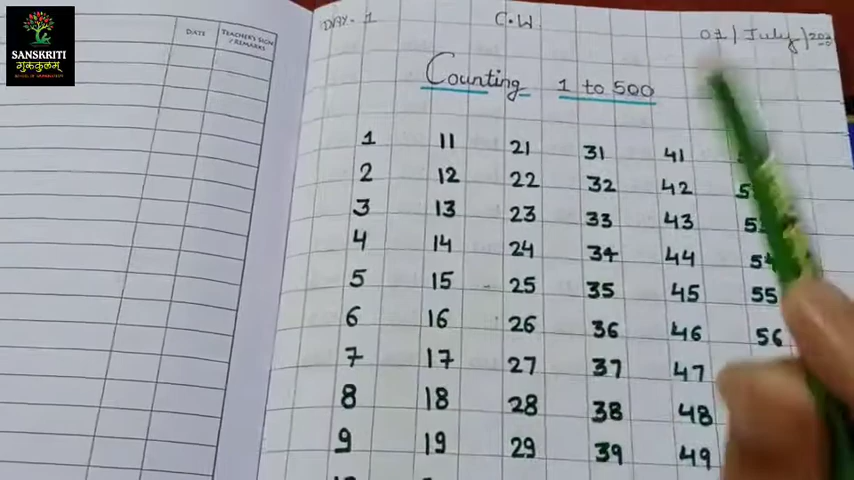 SANSKRITI
गुरुकुलम्
DATE TEACHER'S SIGN / REMARKS
DAY - 1 C.W 01 | July |
Counting 1 to 500
1 11 21 31 41
2 12 22 32 42
3 13 23 33 43
4 14 24 34 44
5 15 25 35 45 55
6 16 26 36 46 56
7 17 27 37 47
8 18 28 38 48
9 19 29 39 49